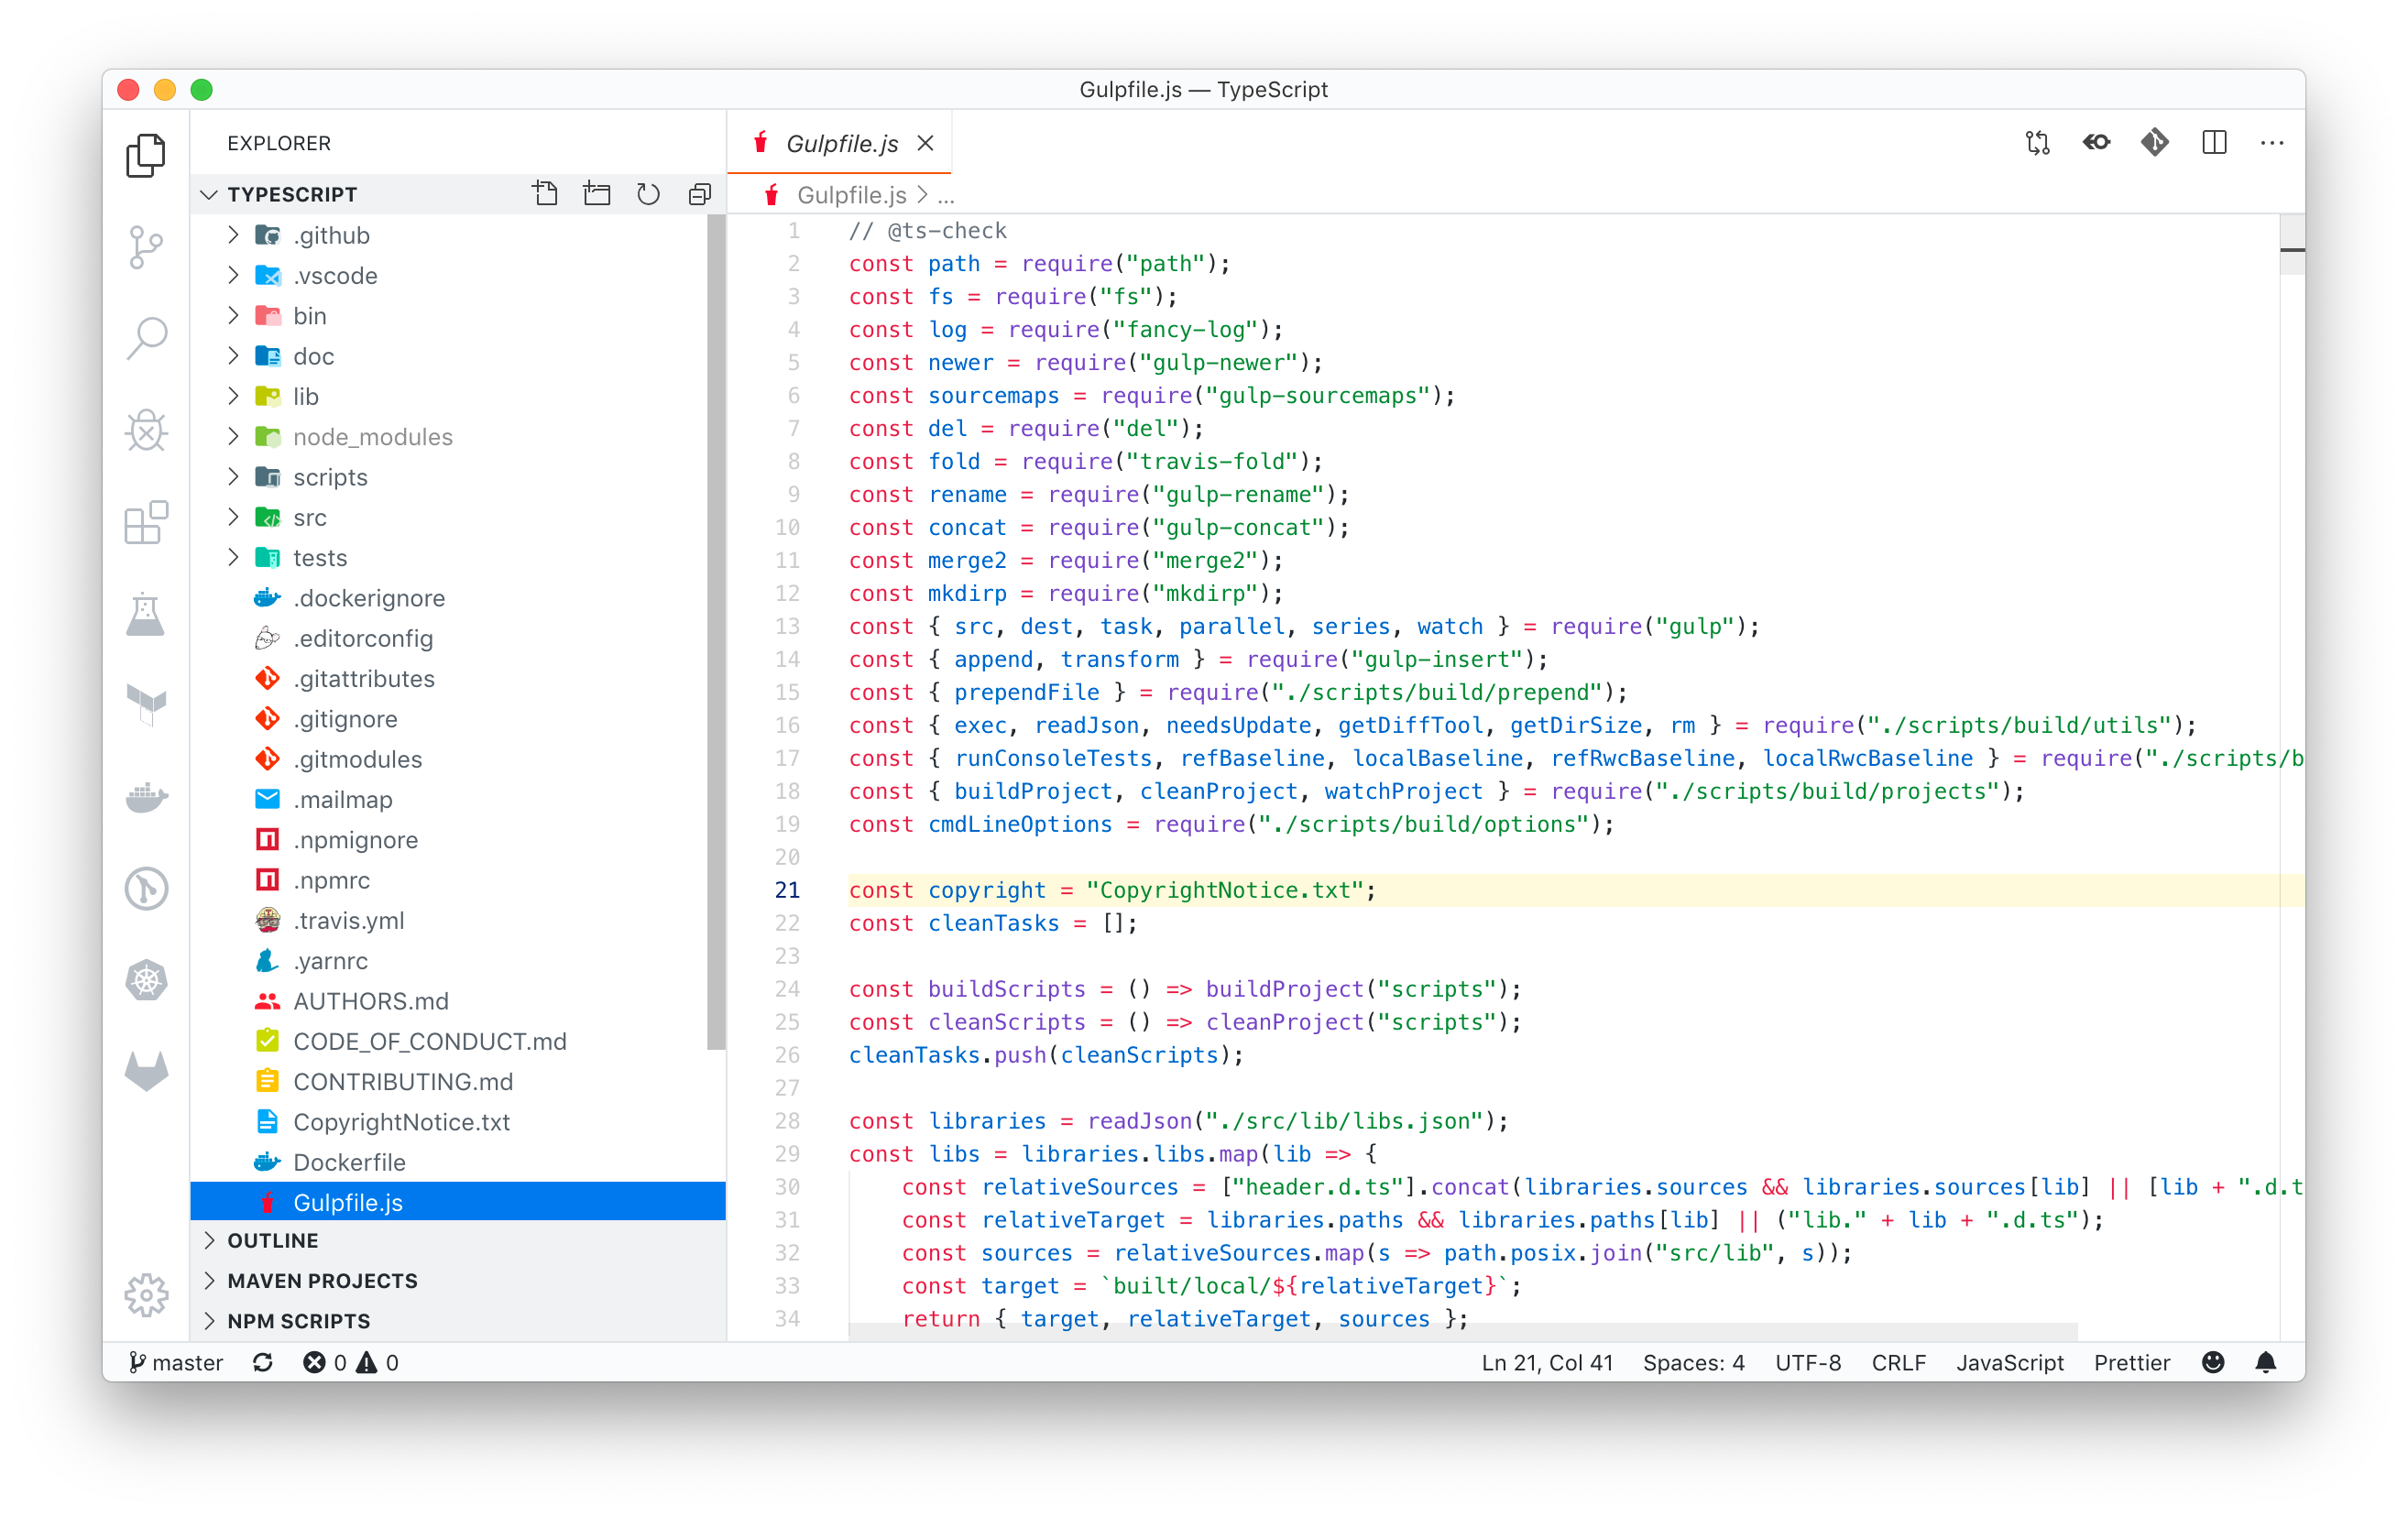 Gulpfile.js — TypeScript
EXPLORER
TYPESCRIPT
.github
.vscode
bin
doc
lib
node_modules
scripts
src
tests
.dockerignore
.editorconfig
.gitattributes
.gitignore
.gitmodules
.mailmap
.npmignore
.npmrc
.travis.yml
.yarnrc
AUTHORS.md
CODE_OF_CONDUCT.md
CONTRIBUTING.md
CopyrightNotice.txt
Dockerfile
Gulpfile.js
OUTLINE
MAVEN PROJECTS
NPM SCRIPTS
Gulpfile.js
Gulpfile.js > ...
1 // @ts-check
2 const path = require("path");
3 const fs = require("fs");
4 const log = require("fancy-log");
5 const newer = require("gulp-newer");
6 const sourcemaps = require("gulp-sourcemaps");
7 const del = require("del");
8 const fold = require("travis-fold");
9 const rename = require("gulp-rename");
10 const concat = require("gulp-concat");
11 const merge2 = require("merge2");
12 const mkdirp = require("mkdirp");
13 const { src, dest, task, parallel, series, watch } = require("gulp");
14 const { append, transform } = require("gulp-insert");
15 const { prependFile } = require("./scripts/build/prepend");
16 const { exec, readJson, needsUpdate, getDiffTool, getDirSize, rm } = require("./scripts/build/utils");
17 const { runConsoleTests, refBaseline, localBaseline, refRwcBaseline, localRwcBaseline } = require("./scripts/b
18 const { buildProject, cleanProject, watchProject } = require("./scripts/build/projects");
19 const cmdLineOptions = require("./scripts/build/options");
20
21 const copyright = "CopyrightNotice.txt";
22 const cleanTasks = [];
23
24 const buildScripts = () => buildProject("scripts");
25 const cleanScripts = () => cleanProject("scripts");
26 cleanTasks.push(cleanScripts);
27
28 const libraries = readJson("./src/lib/libs.json");
29 const libs = libraries.libs.map(lib => {
30     const relativeSources = ["header.d.ts"].concat(libraries.sources && libraries.sources[lib] || [lib + ".d.t
31     const relativeTarget = libraries.paths && libraries.paths[lib] || ("lib." + lib + ".d.ts");
32     const sources = relativeSources.map(s => path.posix.join("src/lib", s));
33     const target = `built/local/${relativeTarget}`;
34     return { target, relativeTarget, sources };
master 0 0 Ln 21, Col 41 Spaces: 4 UTF-8 CRLF JavaScript Prettier